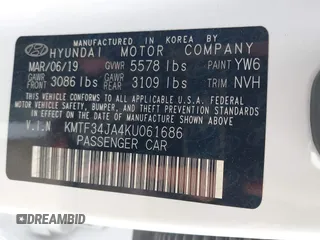 MANUFACTURED IN KOREA BY
HYUNDAI MOTOR COMPANY
MAR/06/19 GVWR 5578 lbs PAINT YW6
GAWR FRT 3086 lbs GAWR RR 3109 lbs TRIM NVH
THIS VEHICLE CONFORMS TO ALL APPLICABLE
FEDERAL MOTOR VEHICLE SAFETY, BUMPER, AND
THEFT PREVENTION STANDARDS IN EFFECT ON
THE DATE OF MANUFACTURE SHOWN ABOVE.
V.I.N KMTF34JA4KU061686
PASSENGER CAR
DREAMBID